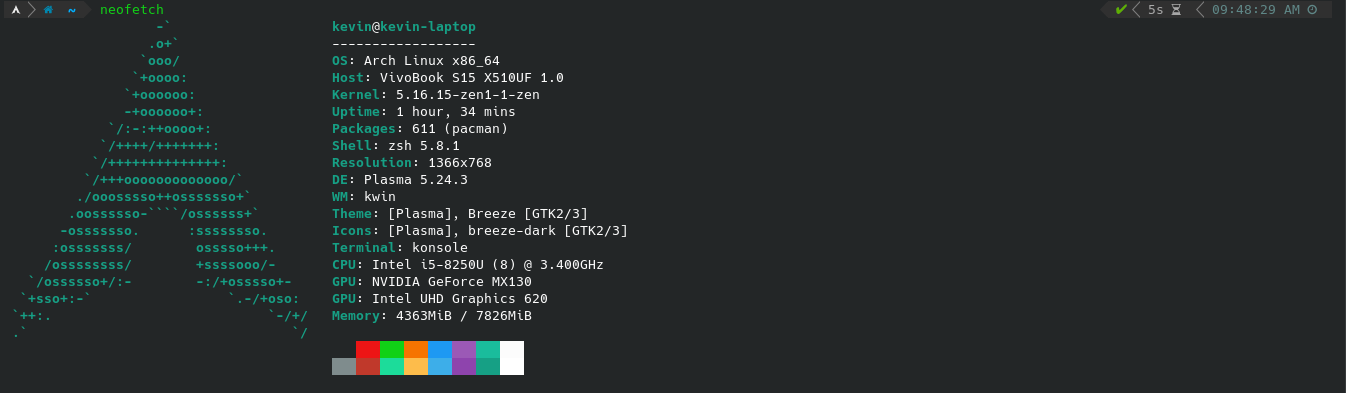 ~ neofetch ✔ 5s 09:48:29 AM
-`
.o+`
`ooo/
`+oooo:
`+oooooo:
-+oooooo+:
`/:-:++oooo+:
`/++++/+++++++:
`/++++++++++++++:
`/+++ooooooooooooo/`
./ooosssso++osssssso+`
.oossssso-````/ossssss+`
-osssssso.      :ssssssso.
:osssssss/        osssso+++.
/ossssssss/        +ssssooo/-
`/ossssso+/:-        -:/+osssso+-
`+sso+:-`                 `.-/+oso:
`++:.                           `-/+/
.`                                 `/
kevin@kevin-laptop
------------------
OS: Arch Linux x86_64
Host: VivoBook S15 X510UF 1.0
Kernel: 5.16.15-zen1-1-zen
Uptime: 1 hour, 34 mins
Packages: 611 (pacman)
Shell: zsh 5.8.1
Resolution: 1366x768
DE: Plasma 5.24.3
WM: kwin
Theme: [Plasma], Breeze [GTK2/3]
Icons: [Plasma], breeze-dark [GTK2/3]
Terminal: konsole
CPU: Intel i5-8250U (8) @ 3.400GHz
GPU: NVIDIA GeForce MX130
GPU: Intel UHD Graphics 620
Memory: 4363MiB / 7826MiB